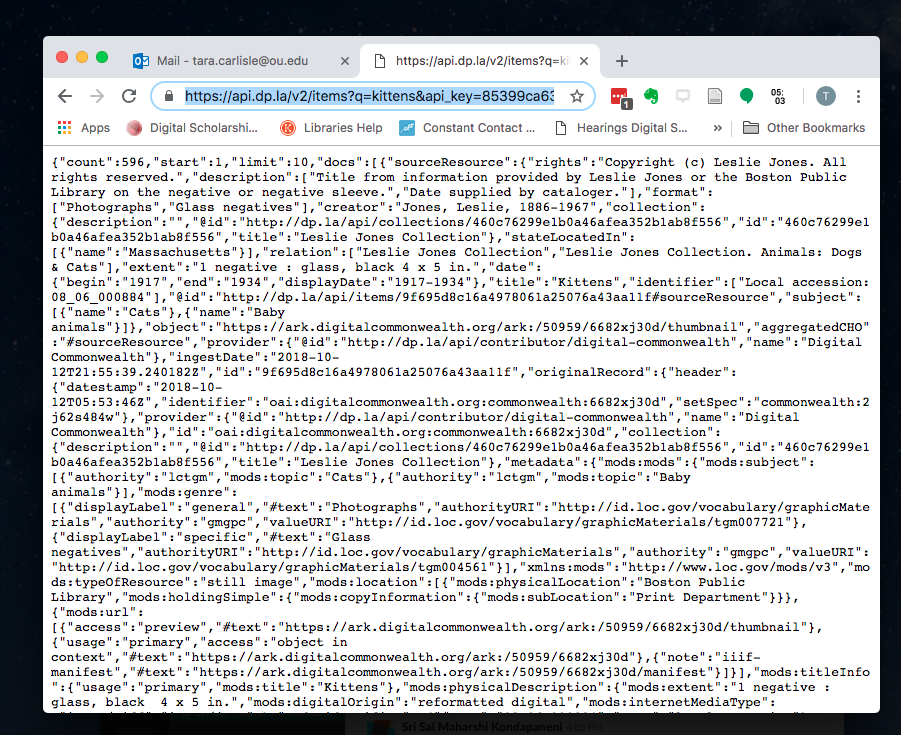 Mail - tara.carlisle@ou.edu
https://api.dp.la/v2/items?q=ki
https://api.dp.la/v2/items?q=kittens&api_key=85399ca63
1
05:
03
T
Apps
Digital Scholarshi...
Libraries Help
Constant Contact ...
Hearings Digital S...
»
Other Bookmarks
{"count":596,"start":1,"limit":10,"docs":[{"sourceResource":{"rights":"Copyright (c) Leslie Jones. All
rights reserved.","description":["Title from information provided by Leslie Jones or the Boston Public
Library on the negative or negative sleeve.","Date supplied by cataloger."],"format":
["Photographs","Glass negatives"],"creator":"Jones, Leslie, 1886-1967","collection":
{"description":"","@id":"http://dp.la/api/collections/460c76299e1b0a46afea352b1ab8f556","id":"460c76299e1
b0a46afea352b1ab8f556","title":"Leslie Jones Collection"},"stateLocatedIn":
[{"name":"Massachusetts"}],"relation":["Leslie Jones Collection","Leslie Jones Collection. Animals: Dogs
& Cats"],"extent":"1 negative : glass, black 4 x 5 in.","date":
{"begin":"1917","end":"1934","displayDate":"1917-1934"},"title":"Kittens","identifier":["Local accession:
08_06_000884"],"@id":"http://dp.la/api/items/9f695d8c16a4978061a25076a43aa11f#sourceResource","subject":
[{"name":"Cats"},{"name":"Baby
animals"}]},"object":"https://ark.digitalcommonwealth.org/ark:/50959/6682xj30d/thumbnail","aggregatedCHO"
:"#sourceResource","provider":{"@id":"http://dp.la/api/contributor/digital-commonwealth","name":"Digital
Commonwealth"},"ingestDate":"2018-10-
12T21:55:39.240182Z","id":"9f695d8c16a4978061a25076a43aa11f","originalRecord":{"header":
{"datestamp":"2018-10-
12T05:53:46Z","identifier":"oai:digitalcommonwealth.org:commonwealth:6682xj30d","setSpec":"commonwealth:2
j62s484w"},"provider":{"@id":"http://dp.la/api/contributor/digital-commonwealth","name":"Digital
Commonwealth"},"id":"oai:digitalcommonwealth.org:commonwealth:6682xj30d","collection":
{"description":"","@id":"http://dp.la/api/collections/460c76299e1b0a46afea352b1ab8f556","id":"460c76299e1
b0a46afea352b1ab8f556","title":"Leslie Jones Collection"},"metadata":{"mods:mods":{"mods:subject":
[{"authority":"lctgm","mods:topic":"Cats"},{"authority":"lctgm","mods:topic":"Baby
animals"}],"mods:genre":
[{"displayLabel":"general","#text":"Photographs","authorityURI":"http://id.loc.gov/vocabulary/graphicMate
rials","authority":"gmgpc","valueURI":"http://id.loc.gov/vocabulary/graphicMaterials/tgm007721"},
{"displayLabel":"specific","#text":"Glass
negatives","authorityURI":"http://id.loc.gov/vocabulary/graphicMaterials","authority":"gmgpc","valueURI":
"http://id.loc.gov/vocabulary/graphicMaterials/tgm004561"}],"xmlns:mods":"http://www.loc.gov/mods/v3","mo
ds:typeOfResource":"still image","mods:location":[{"mods:physicalLocation":"Boston Public
Library","mods:holdingSimple":{"mods:copyInformation":{"mods:subLocation":"Print Department"}}},
{"mods:url":
[{"access":"preview","#text":"https://ark.digitalcommonwealth.org/ark:/50959/6682xj30d/thumbnail"},
{"usage":"primary","access":"object in
context","#text":"https://ark.digitalcommonwealth.org/ark:/50959/6682xj30d"},{"note":"iiif-
manifest","#text":"https://ark.digitalcommonwealth.org/ark:/50959/6682xj30d/manifest"}]}],"mods:titleInfo
":{"usage":"primary","mods:title":"Kittens"},"mods:physicalDescription":{"mods:extent":"1 negative :
glass, black  4 x 5 in.","mods:digitalOrigin":"reformatted digital","mods:internetMediaType":
Sri Sai Maharshi Kondapaneni 4:02 PM